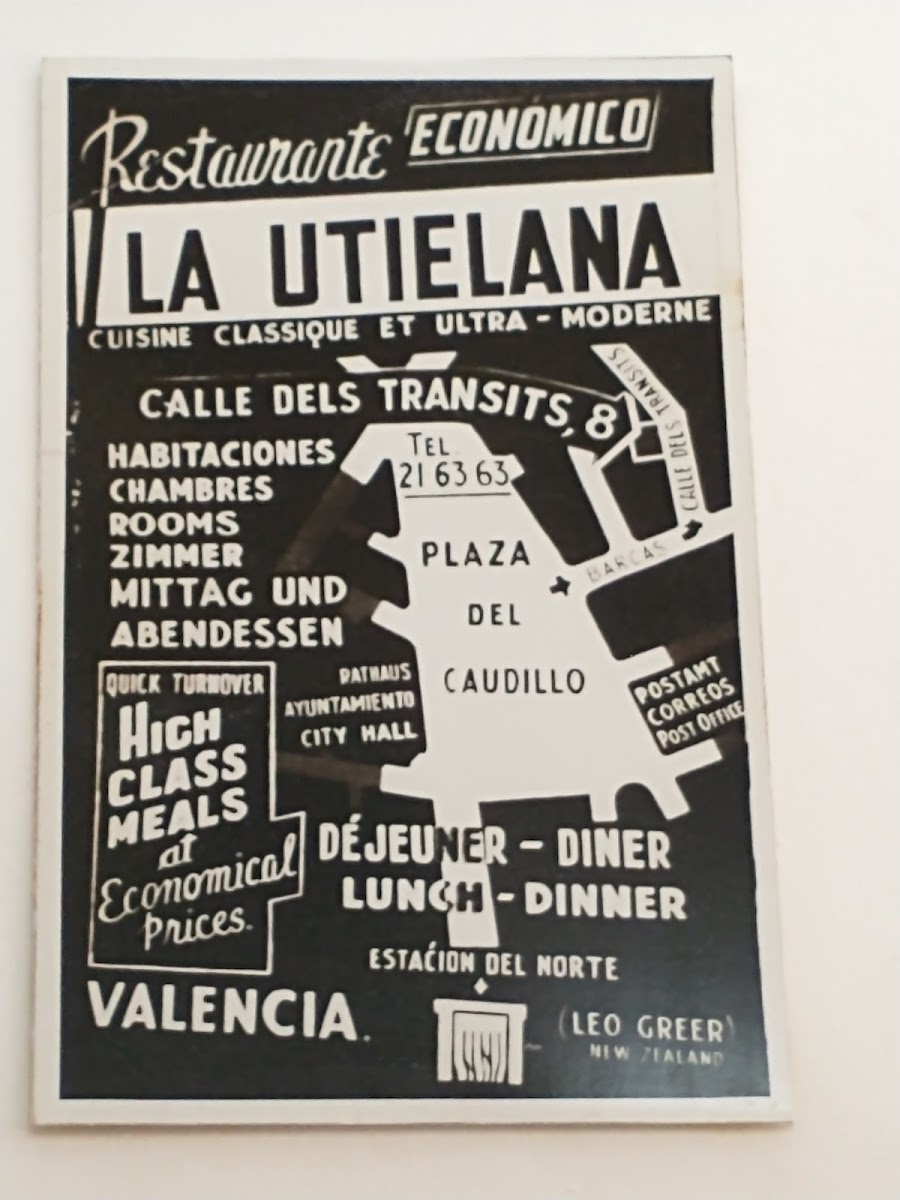 Restaurante ECONÓMICO
LA UTIELANA
CUISINE CLASSIQUE ET ULTRA - MODERNE
CALLE DELS TRANSITS, 8
CALLE DELS TRANSITS
HABITACIONES
CHAMBRES
ROOMS
ZIMMER
MITTAG UND
ABENDESSEN
TEL
21 63 63
PLAZA
DEL
CAUDILLO
BARCAS
RATHAUS
AYUNTAMIENTO
CITY HALL
POSTAMT
CORREOS
POST OFFICE
QUICK TURNOVER
HIGH
CLASS
MEALS
at
Economical
Prices.
DÉJEUNER - DINER
LUNCH - DINNER
ESTAĆION DEL NORTE
VALENCIA.
(LEO GREER)
NEW ZEALAND